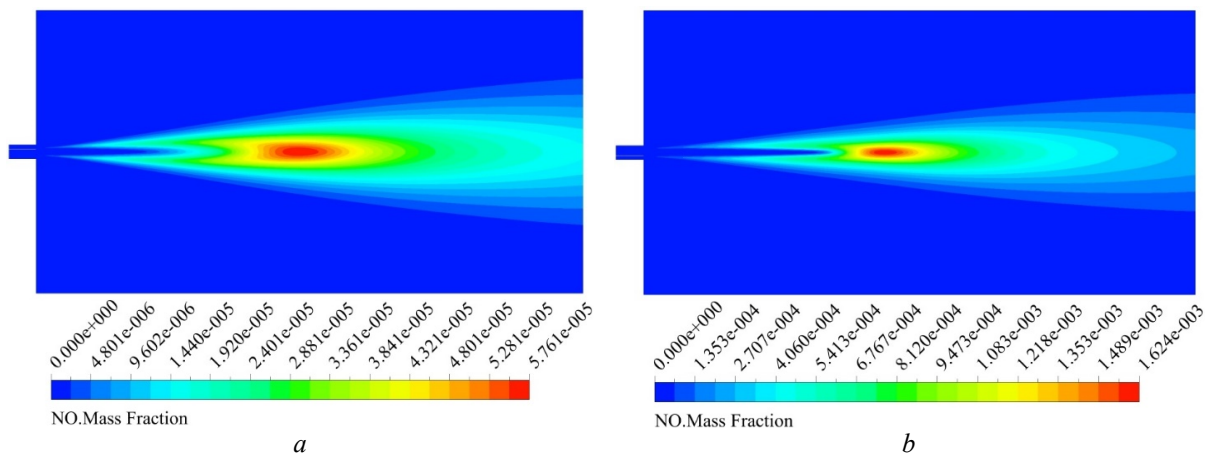 0.000e+000
4.801e-006
9.602e-006
1.440e-005
1.920e-005
2.401e-005
2.881e-005
3.361e-005
3.841e-005
4.321e-005
4.801e-005
5.281e-005
5.761e-005
NO.Mass Fraction
a
0.000e+000
1.353e-004
2.707e-004
4.060e-004
5.413e-004
6.767e-004
8.120e-004
9.473e-004
1.083e-003
1.218e-003
1.353e-003
1.489e-003
1.624e-003
NO.Mass Fraction
b